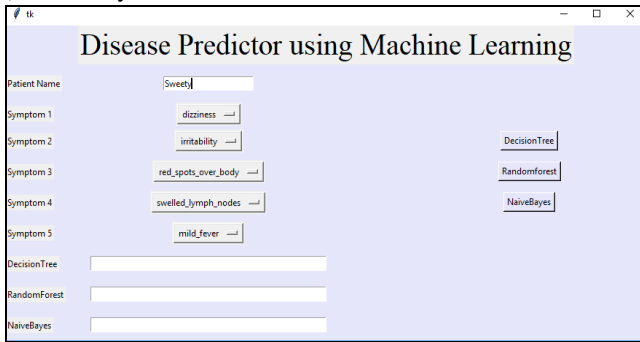 tk
Disease Predictor using Machine Learning
Patient Name Sweety
Symptom 1 dizziness
Symptom 2 irritability DecisionTree
Symptom 3 red_spots_over_body Randomforest
Symptom 4 swelled_lymph_nodes NaiveBayes
Symptom 5 mild_fever
DecisionTree
RandomForest
NaiveBayes